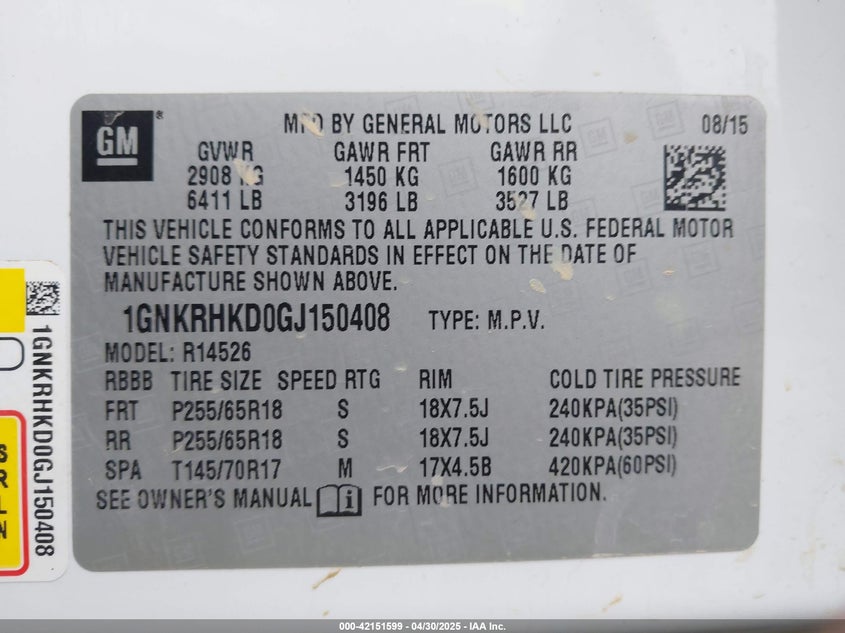 GM
®
MFD BY GENERAL MOTORS LLC 08/15
GVWR GAWR FRT GAWR RR
2908 KG 1450 KG 1600 KG
6411 LB 3196 LB 3527 LB
THIS VEHICLE CONFORMS TO ALL APPLICABLE U.S. FEDERAL MOTOR
VEHICLE SAFETY STANDARDS IN EFFECT ON THE DATE OF
MANUFACTURE SHOWN ABOVE.
1GNKRHKD0GJ150408 TYPE: M.P.V.
MODEL: R14526
RBBB TIRE SIZE SPEED RTG RIM COLD TIRE PRESSURE
FRT P255/65R18 S 18X7.5J 240KPA(35PSI)
RR P255/65R18 S 18X7.5J 240KPA(35PSI)
SPA T145/70R17 M 17X4.5B 420KPA(60PSI)
SEE OWNER'S MANUAL i FOR MORE INFORMATION.
1GNKRHKD0GJ150408
S
R
L
N
000-42151599 - 04/30/2025 - IAA Inc.